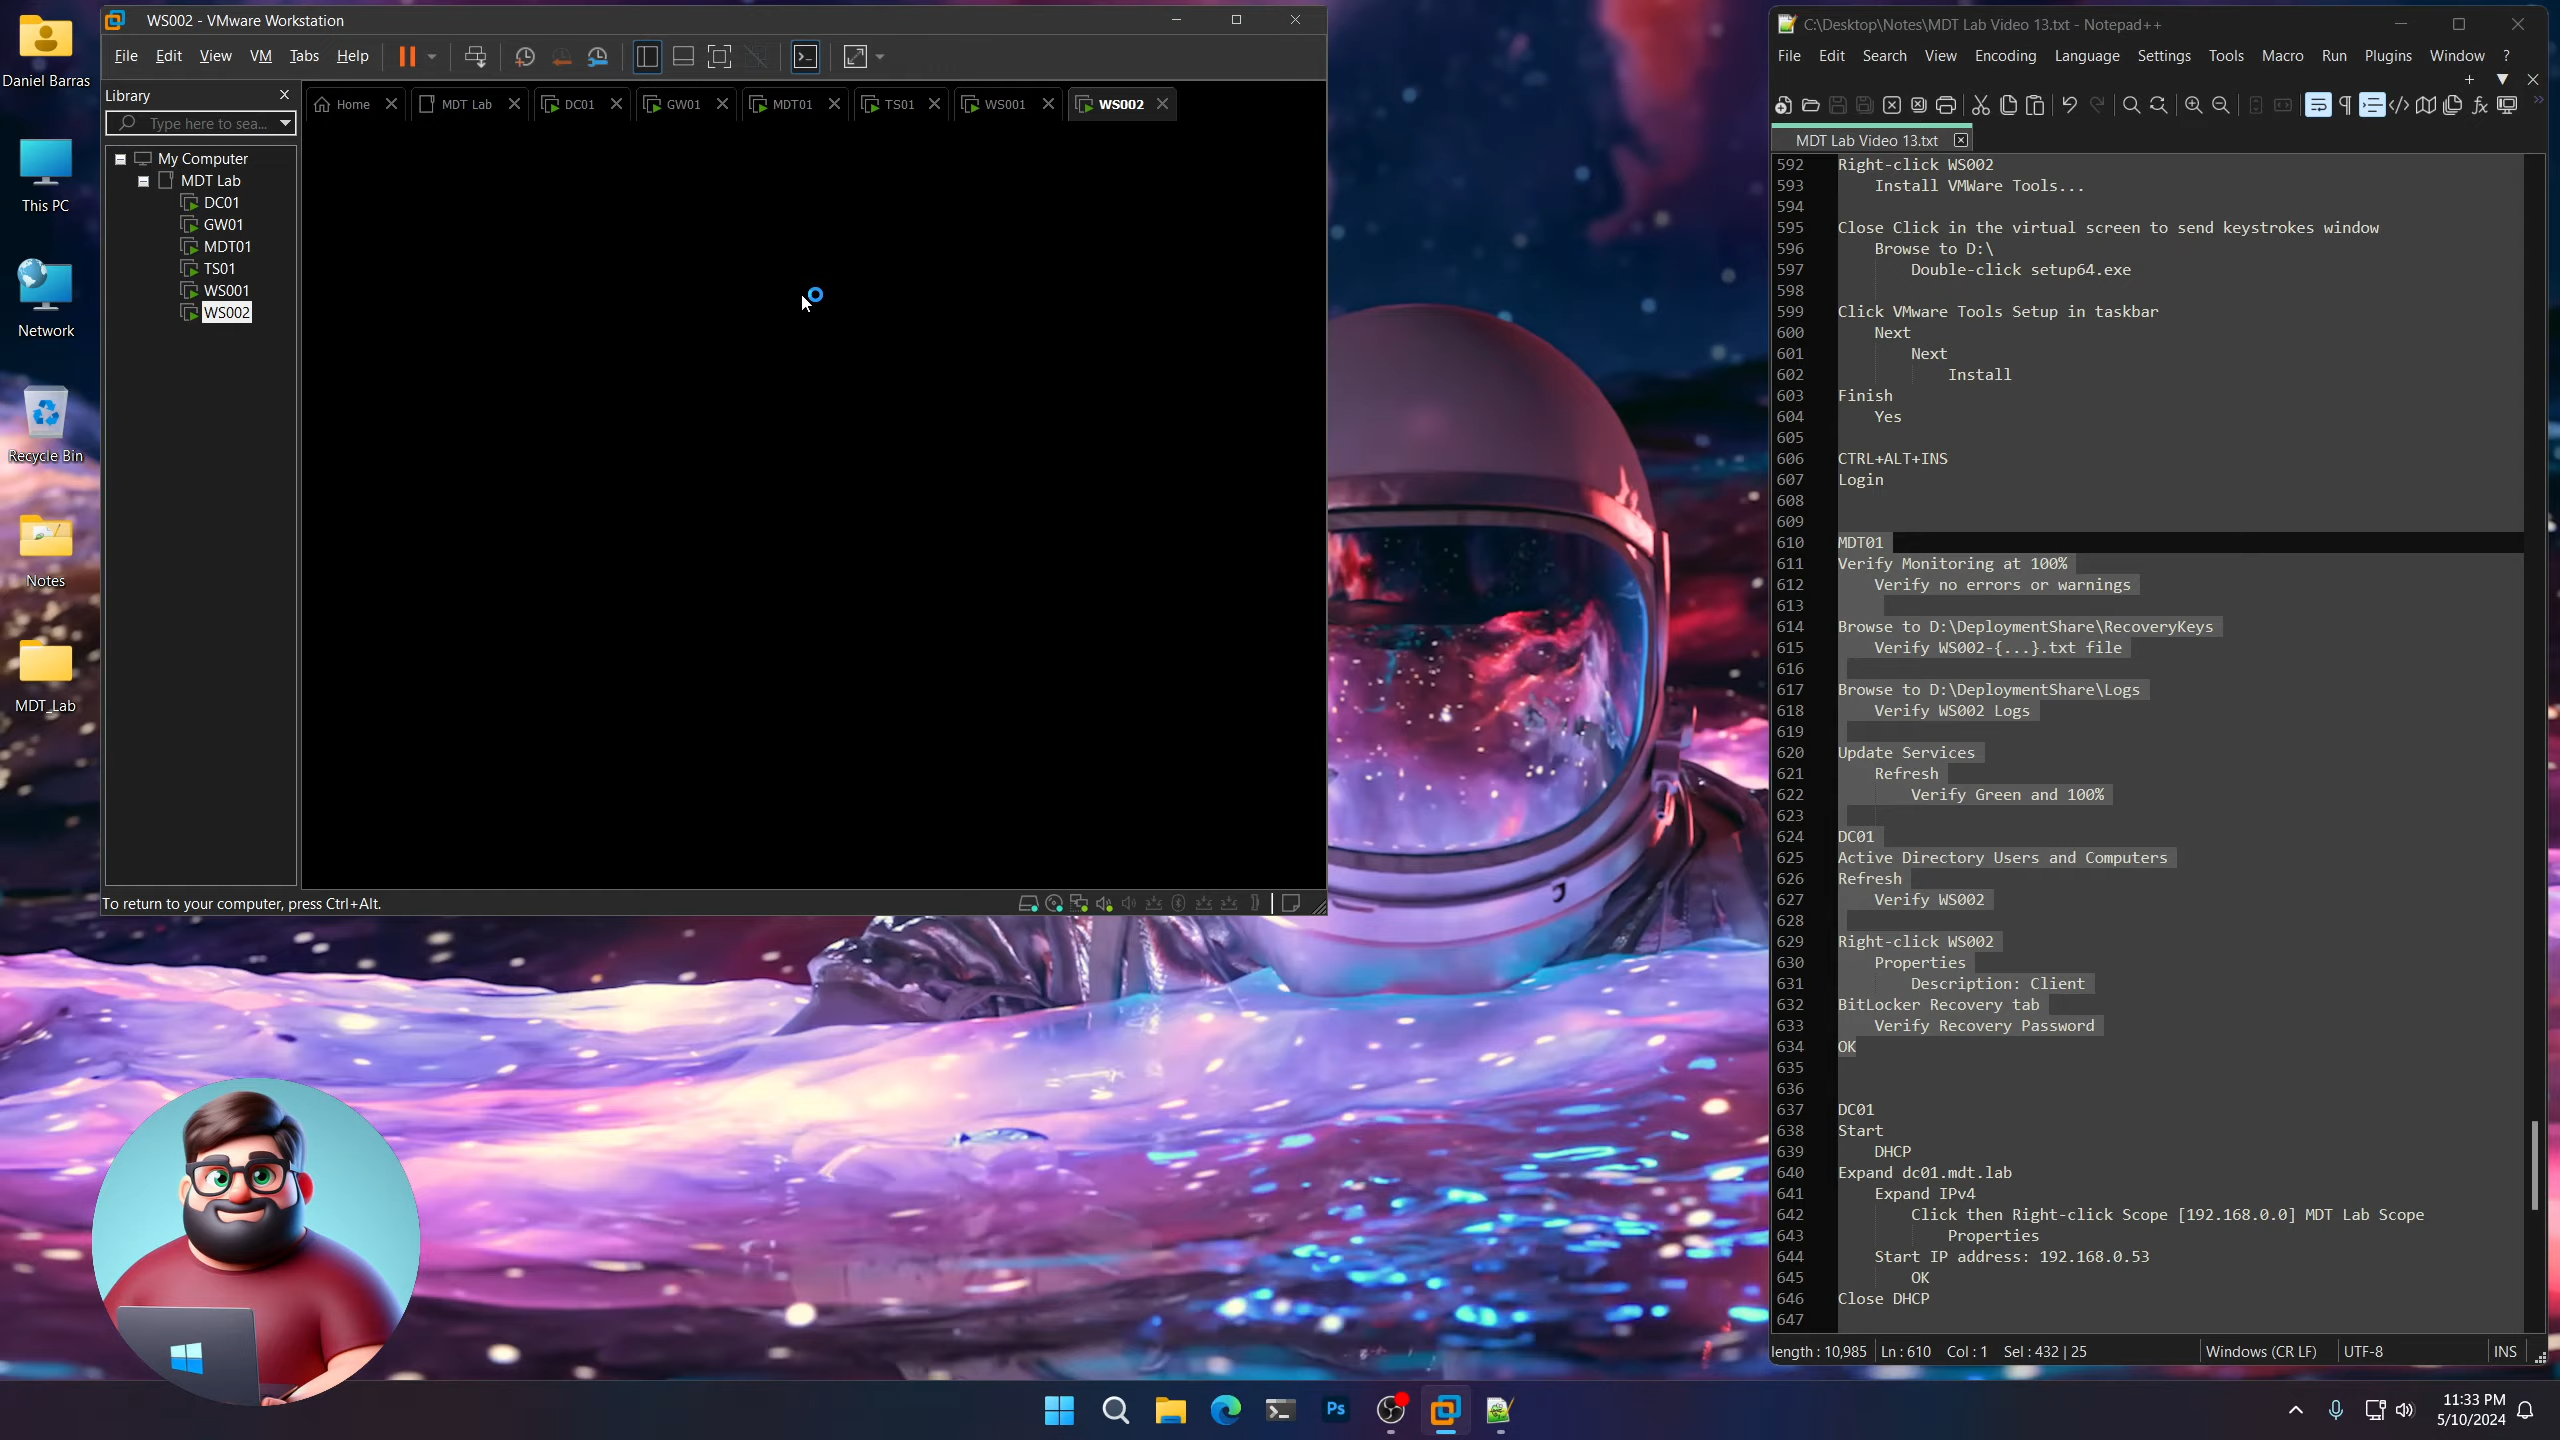 Daniel Barras
This PC
Network
Recycle Bin
Notes
MDT_Lab
WS002 - VMware Workstation
File Edit View VM Tabs Help
Library
Type here to sea...
My Computer
MDT Lab
DC01
GW01
MDT01
TS01
WS001
WS002
Home
MDT Lab
DC01
GW01
MDT01
TS01
WS001
WS002
To return to your computer, press Ctrl+Alt.
C:\Desktop\Notes\MDT Lab Video 13.txt - Notepad++
File Edit Search View Encoding Language Settings Tools Macro Run Plugins Window ?
MDT Lab Video 13.txt
592 Right-click WS002
593 Install VMWare Tools...
594
595 Close Click in the virtual screen to send keystrokes window
596 Browse to D:\
597 Double-click setup64.exe
598
599 Click VMware Tools Setup in taskbar
600 Next
601 Next
602 Install
603 Finish
604 Yes
605
606 CTRL+ALT+INS
607 Login
608
609
610 MDT01
611 Verify Monitoring at 100%
612 Verify no errors or warnings
613
614 Browse to D:\DeploymentShare\RecoveryKeys
615 Verify WS002-{...}.txt file
616
617 Browse to D:\DeploymentShare\Logs
618 Verify WS002 Logs
619
620 Update Services
621 Refresh
622 Verify Green and 100%
623
624 DC01
625 Active Directory Users and Computers
626 Refresh
627 Verify WS002
628
629 Right-click WS002
630 Properties
631 Description: Client
632 BitLocker Recovery tab
633 Verify Recovery Password
634 OK
635
636
637 DC01
638 Start
639 DHCP
640 Expand dc01.mdt.lab
641 Expand IPv4
642 Click then Right-click Scope [192.168.0.0] MDT Lab Scope
643 Properties
644 Start IP address: 192.168.0.53
645 OK
646 Close DHCP
647
length : 10,985 Ln : 610 Col : 1 Sel : 432 | 25 Windows (CR LF) UTF-8 INS
Ps
11:33 PM
5/10/2024